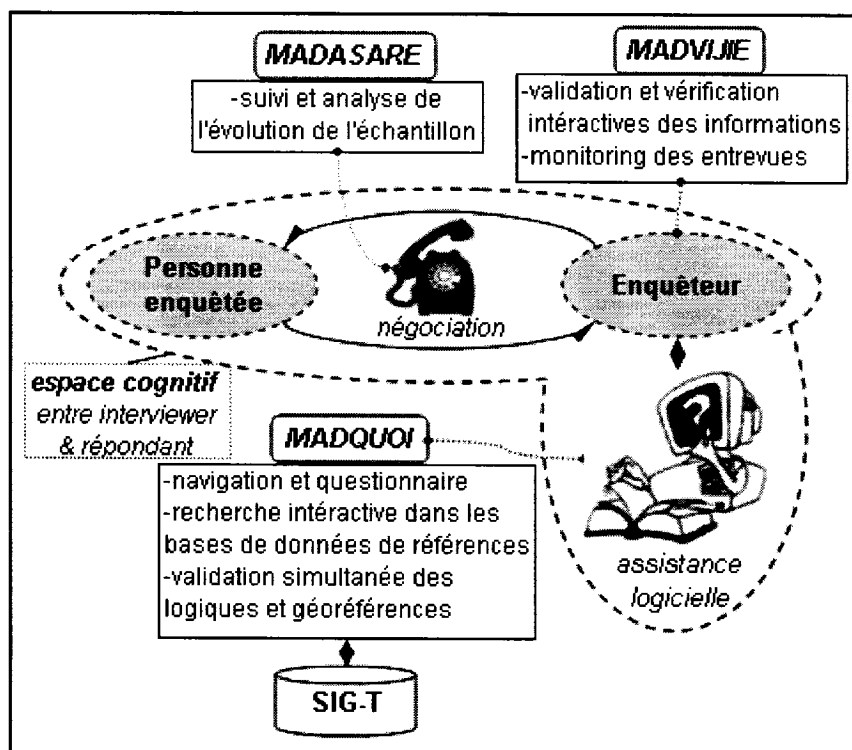 MADASARE
-suivi et analyse de
l'évolution de l'échantillon
MADVIJIE
-validation et vérification
intéractives des informations
-monitoring des entrevues
Personne
enquêtée
négociation
Enquêteur
espace cognitif
entre interviewer
& répondant
MADQUOI
-navigation et questionnaire
-recherche intéractive dans les
bases de données de références
-validation simultanée des
logiques et géoréférences
?
assistance
logicielle
SIG-T